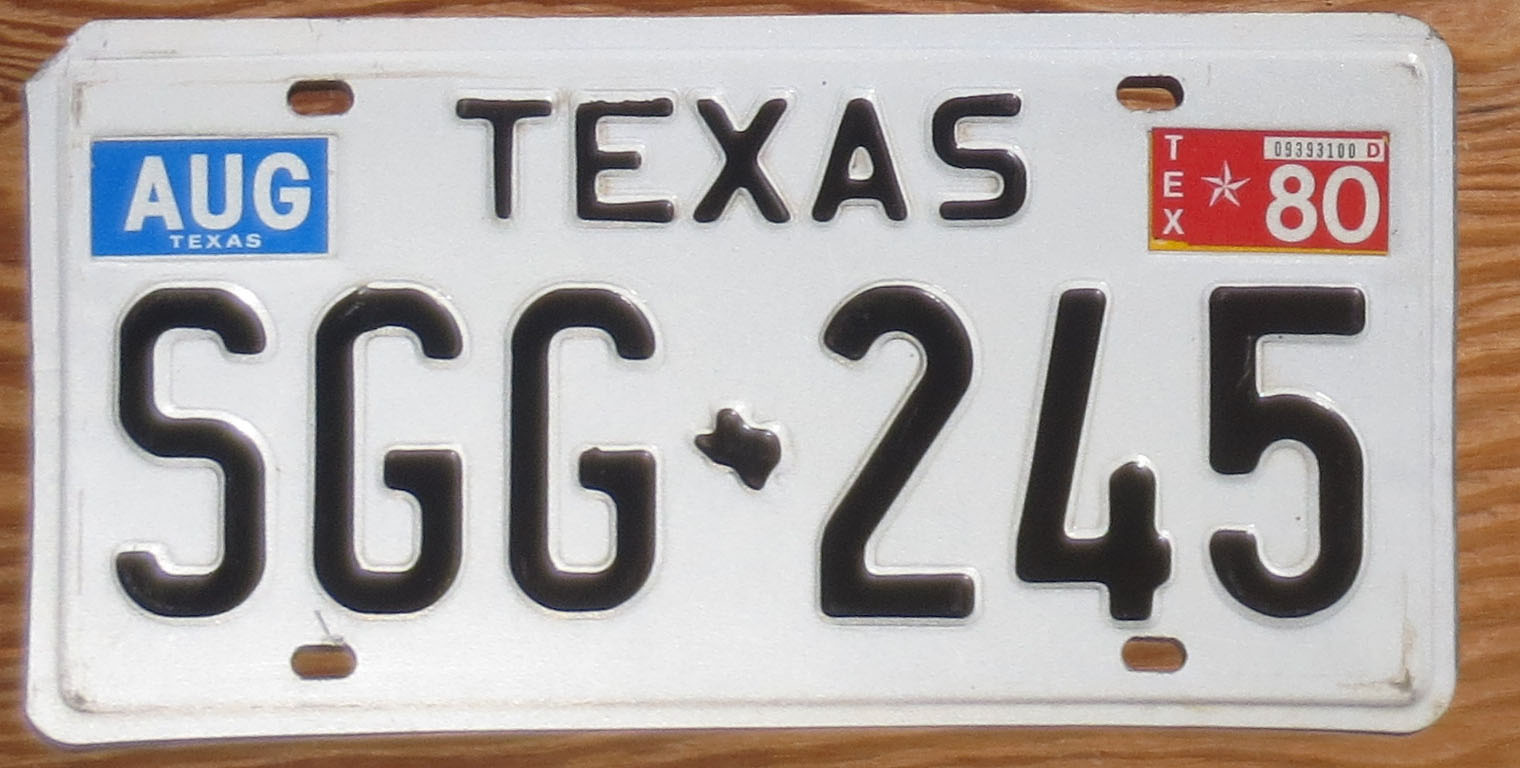 TEXAS
AUG
TEXAS
TEX
09393100 D
80
SGG 245